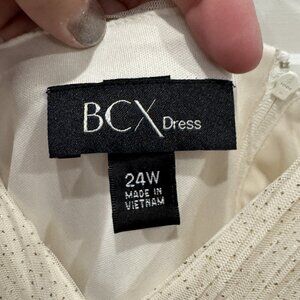 BCX Dress
24W
MADE IN
VIETNAM